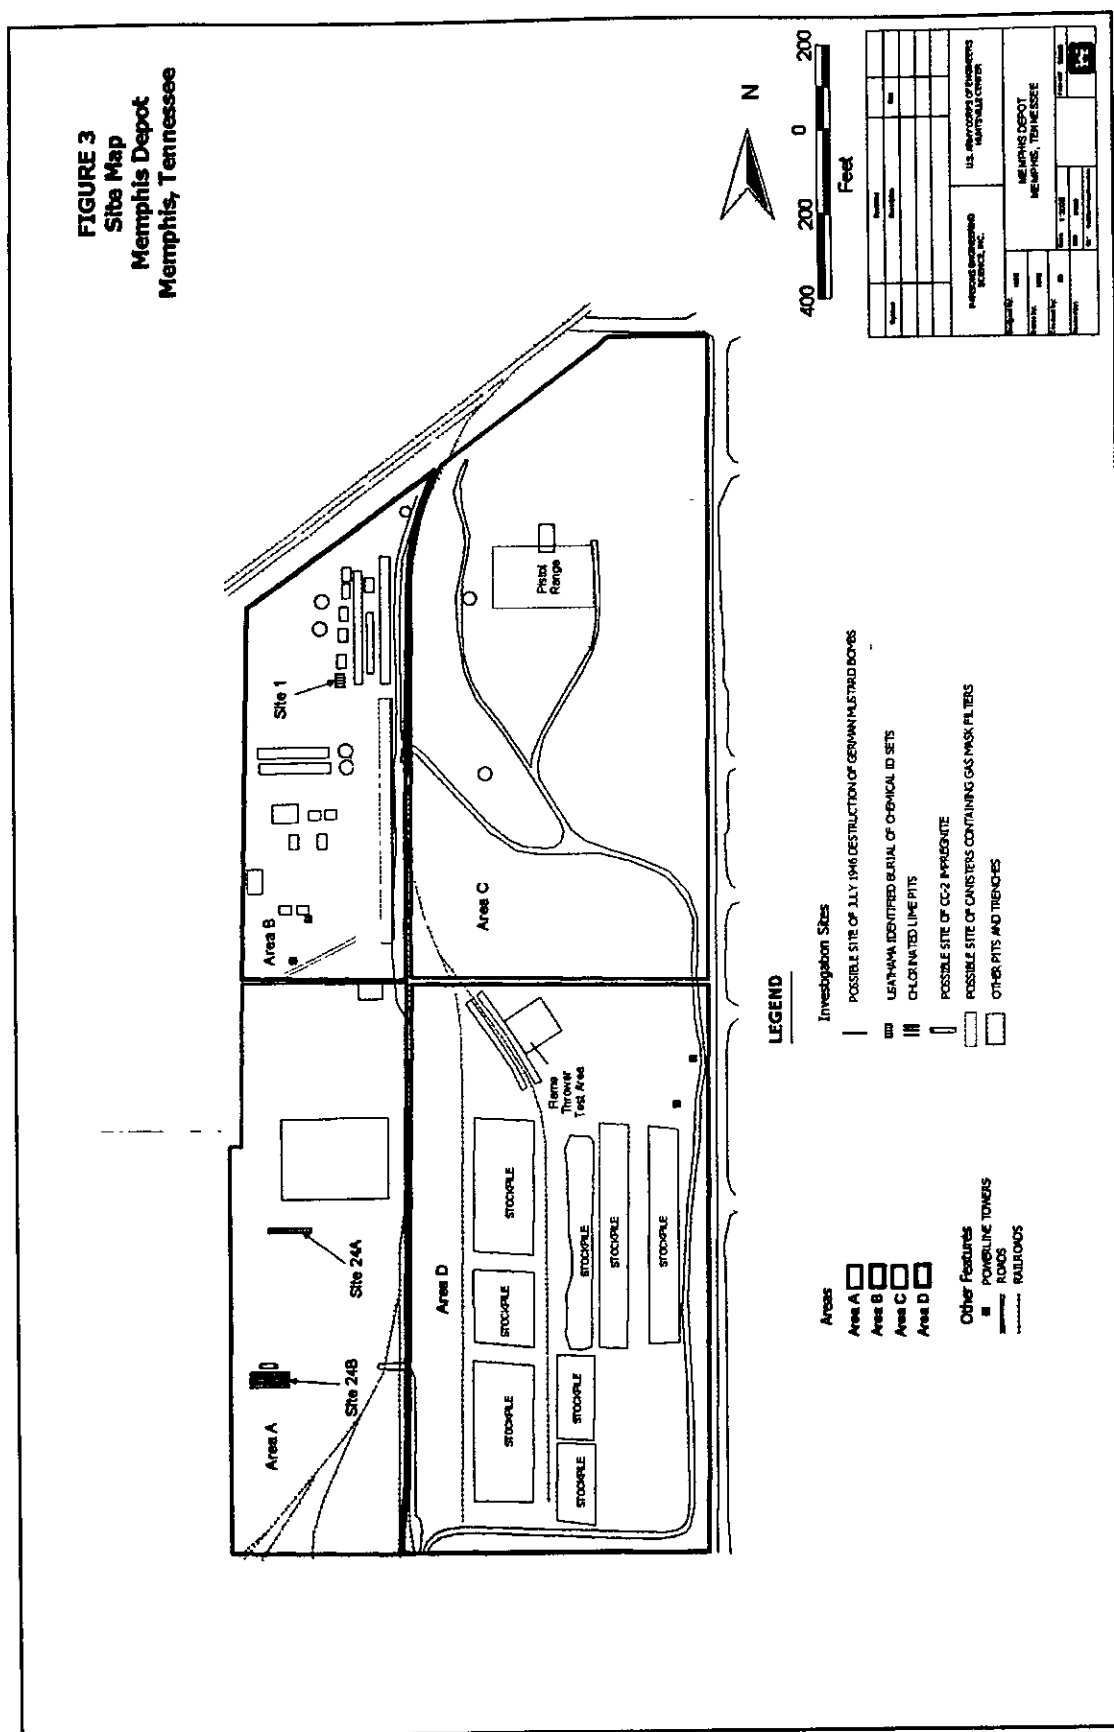 FIGURE 3
Site Map
Memphis Depot
Memphis, Tennessee
Site 24B
Area A
Site 24A
Area B
Site 1
Area D
STOCKPILE
STOCKPILE
STOCKPILE
STOCKPILE
STOCKPILE
STOCKPILE
STOCKPILE
STOCKPILE
Flame
Thrower
Test Area
Area C
Pistol
Range
N
400 200 0 200
Feet
LEGEND
Areas
Area A
Area B
Area C
Area D
Other Features
POWERLINE TOWERS
ROADS
RAILROADS
Investigation Sites
POSSIBLE SITE OF JULY 1946 DESTRUCTION OF GERMAN MUSTARD BOMBS
USATHAMA IDENTIFIED BURIAL OF CHEMICAL ID SETS
CHLORINATED LIME PITS
POSSIBLE SITE OF CC-2 IMPREGNITE
POSSIBLE SITE OF CANISTERS CONTAINING GAS MASK FILTERS
OTHER PITS AND TRENCHES
PARSONS ENGINEERING
SCIENCE, INC.
U.S. ARMY CORPS OF ENGINEERS
HUNTSVILLE CENTER
MEMPHIS DEPOT
MEMPHIS, TENNESSEE